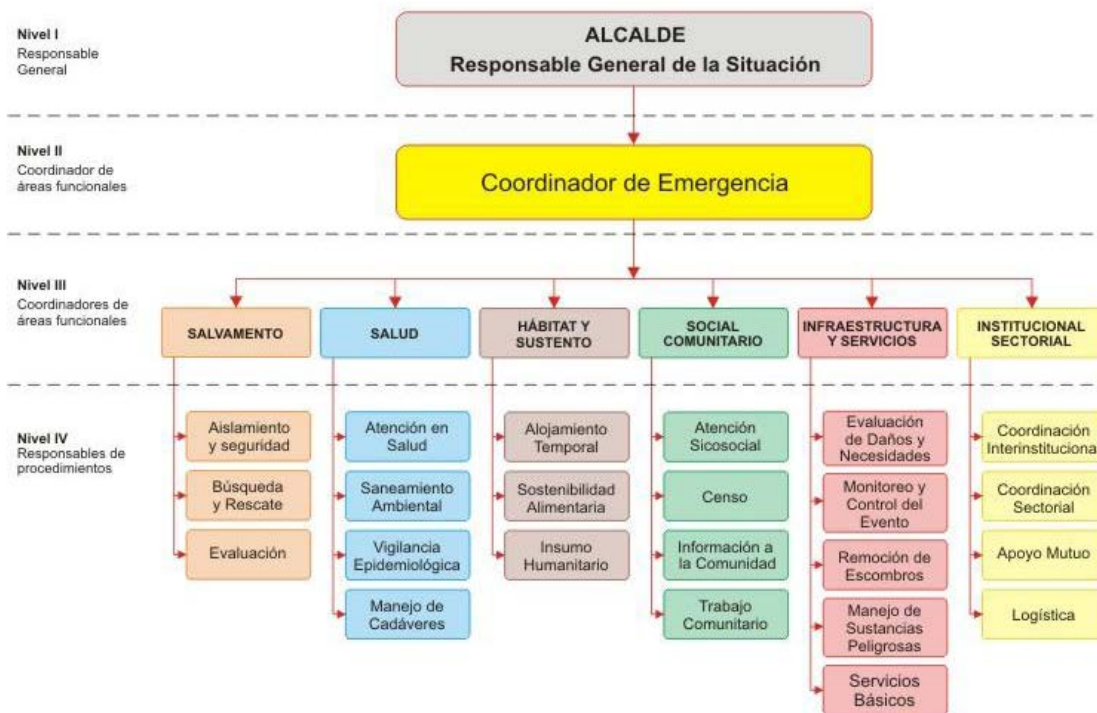 Nivel I
Responsable
General
ALCALDE
Responsable General de la Situación
Nivel II
Coordinador de
áreas funcionales
Coordinador de Emergencia
Nivel III
Coordinadores de
áreas funcionales
SALVAMENTO
SALUD
HÁBITAT Y
SUSTENTO
SOCIAL
COMUNITARIO
INFRAESTRUCTURA
Y SERVICIOS
INSTITUCIONAL
SECTORIAL
Nivel IV
Responsables de
procedimientos
Aislamiento
y seguridad
Búsqueda
y Rescate
Evaluación
Atención en
Salud
Saneamiento
Ambiental
Vigilancia
Epidemiológica
Manejo de
Cadáveres
Alojamiento
Temporal
Sostenibilidad
Alimentaria
Insumo
Humanitario
Atención
Sicosocial
Censo
Información a
la Comunidad
Trabajo
Comunitario
Evaluación
de Daños y
Necesidades
Monitoreo y
Control del
Evento
Remoción de
Escombros
Manejo de
Sustancias
Peligrosas
Servicios
Básicos
Coordinación
Interinstituciona
Coordinación
Sectorial
Apoyo Mutuo
Logística